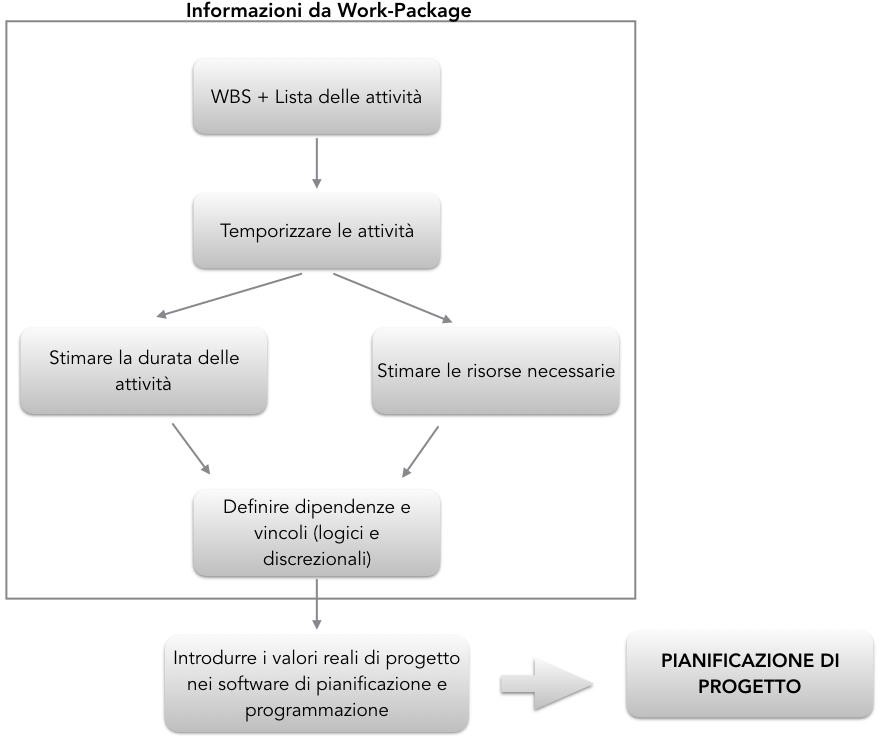 Informazioni da Work-Package
WBS + Lista delle attività
Temporizzare le attività
Stimare la durata delle
attività
Stimare le risorse necessarie
Definire dipendenze e
vincoli (logici e
discrezionali)
Introdurre i valori reali di progetto
nei software di pianificazione e
programmazione
PIANIFICAZIONE DI
PROGETTO